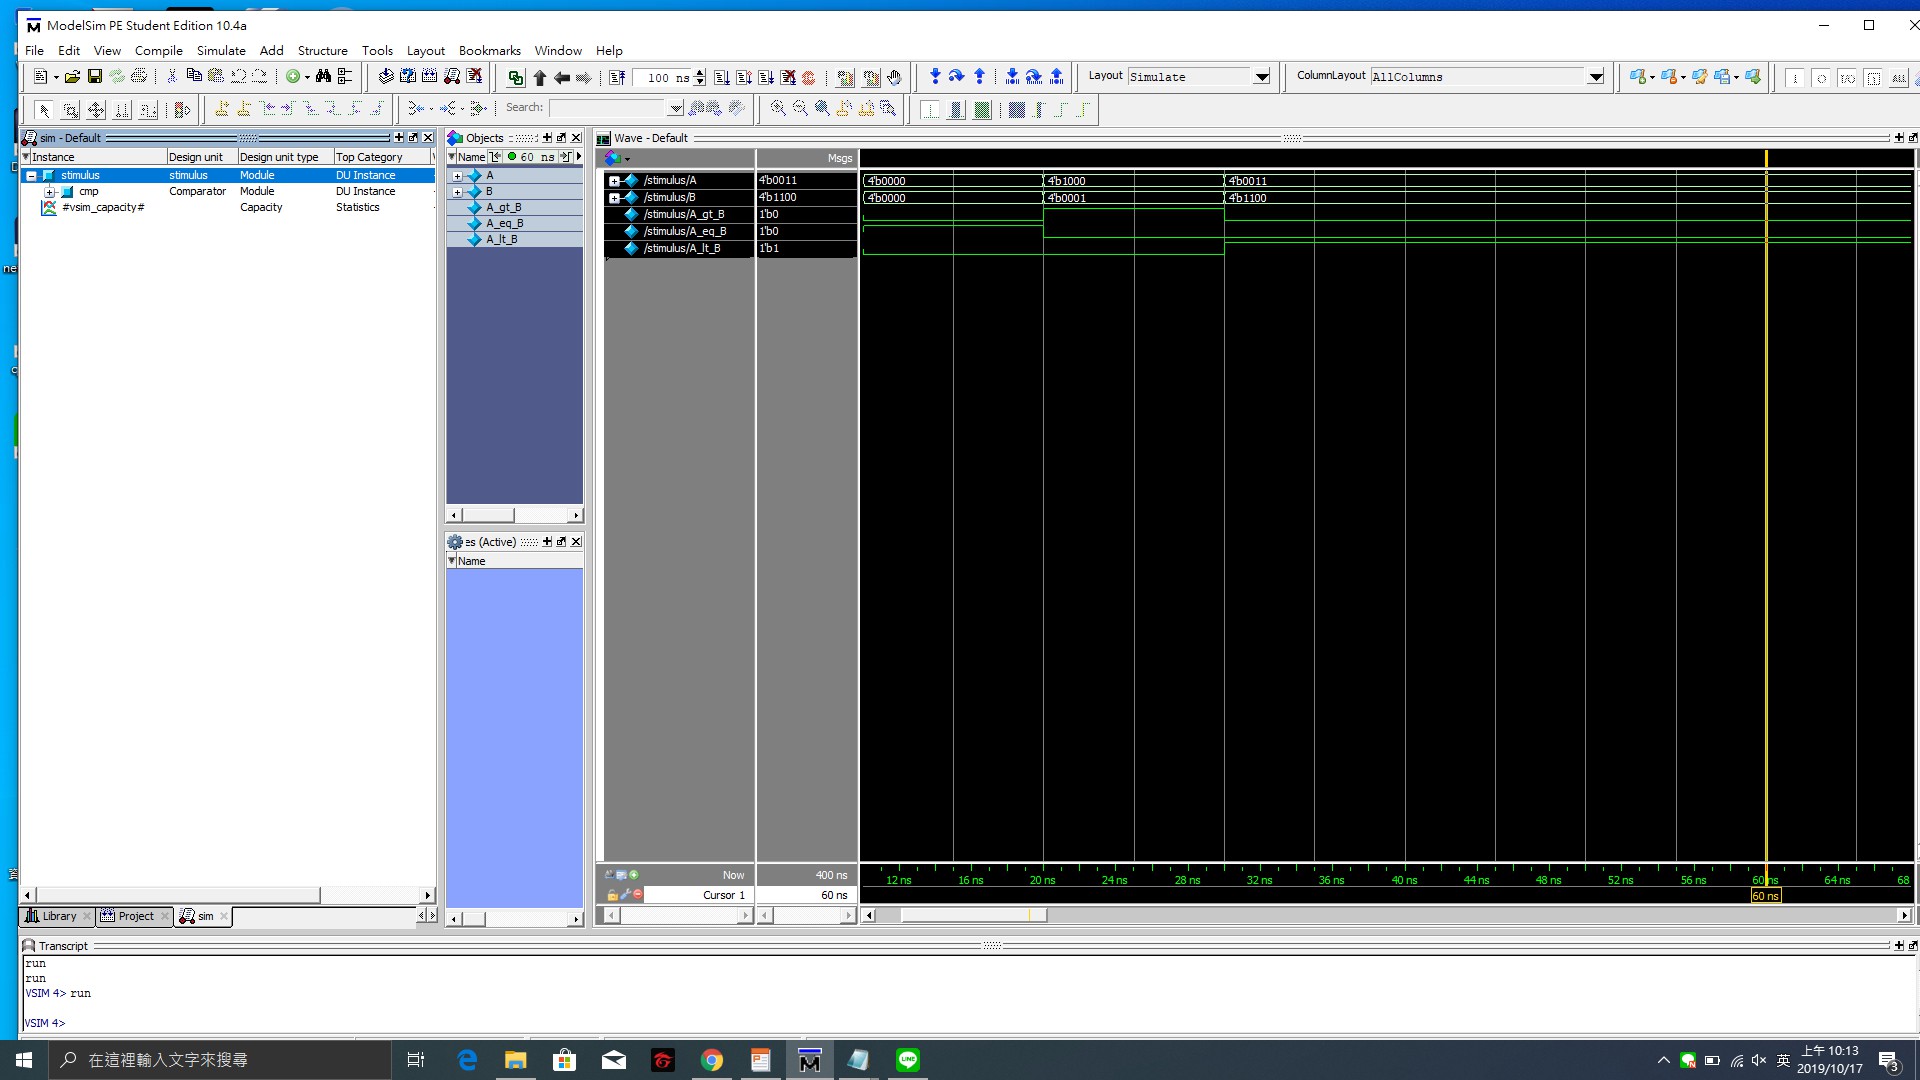 ModelSim PE Student Edition 10.4a
File Edit View Compile Simulate Add Structure Tools Layout Bookmarks Window Help
100 ns
Layout Simulate
ColumnLayout AllColumns
Search:
sim - Default
Instance Design unit Design unit type Top Category
stimulus stimulus Module DU Instance
cmp Comparator Module DU Instance
#vsim_capacity# Capacity Statistics
Objects
Name 60 ns
A
B
A_gt_B
A_eq_B
A_lt_B
es (Active)
Name
Wave - Default
Msgs
/stimulus/A 4'b0011 4'b0000 4'b1000 4'b0011
/stimulus/B 4'b1100 4'b0000 4'b0001 4'b1100
/stimulus/A_gt_B 1'b0
/stimulus/A_eq_B 1'b0
/stimulus/A_lt_B 1'b1
Now 400 ns 12 ns 16 ns 20 ns 24 ns 28 ns 32 ns 36 ns 40 ns 44 ns 48 ns 52 ns 56 ns 60 ns 64 ns 68
Cursor 1 60 ns 60 ns
Library Project sim
Transcript
run
run
VSIM 4> run
VSIM 4>
在這裡輸入文字來搜尋
LINE
英
上午 10:13
2019/10/17
3